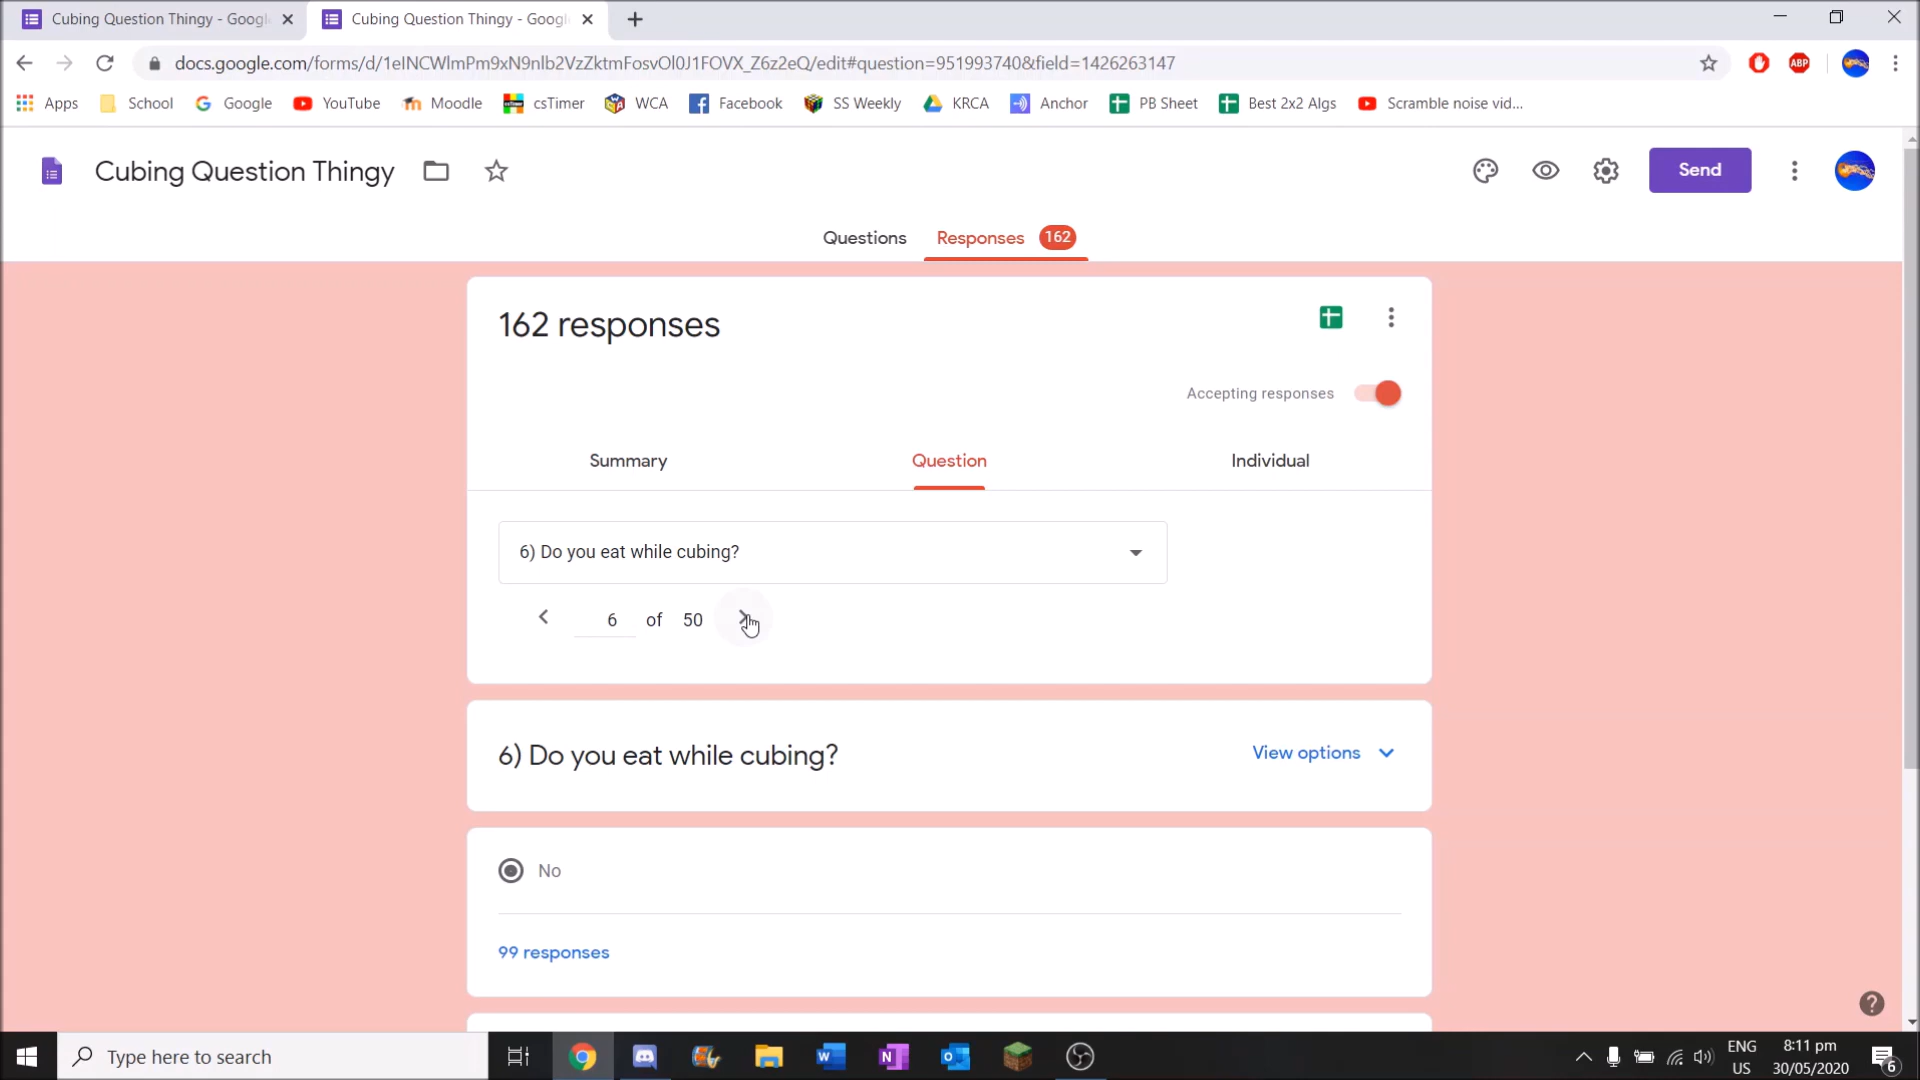 Cubing Question Thingy - Googl
Cubing Question Thingy - Googl
docs.google.com/forms/d/1eINCWlmPm9xN9nlb2VzZktmFosvOl0J1FOVX_Z6z2eQ/edit#question=951993740&field=1426263147
ABP
Apps School Google YouTube Moodle csTimer WCA Facebook SS Weekly KRCA Anchor PB Sheet Best 2x2 Algs Scramble noise vid...
Cubing Question Thingy
Send
Questions Responses 162
162 responses
Accepting responses
Summary Question Individual
6) Do you eat while cubing?
6 of 50
6) Do you eat while cubing?
View options
No
99 responses
Type here to search
ENG
US
8:11 pm
30/05/2020
6